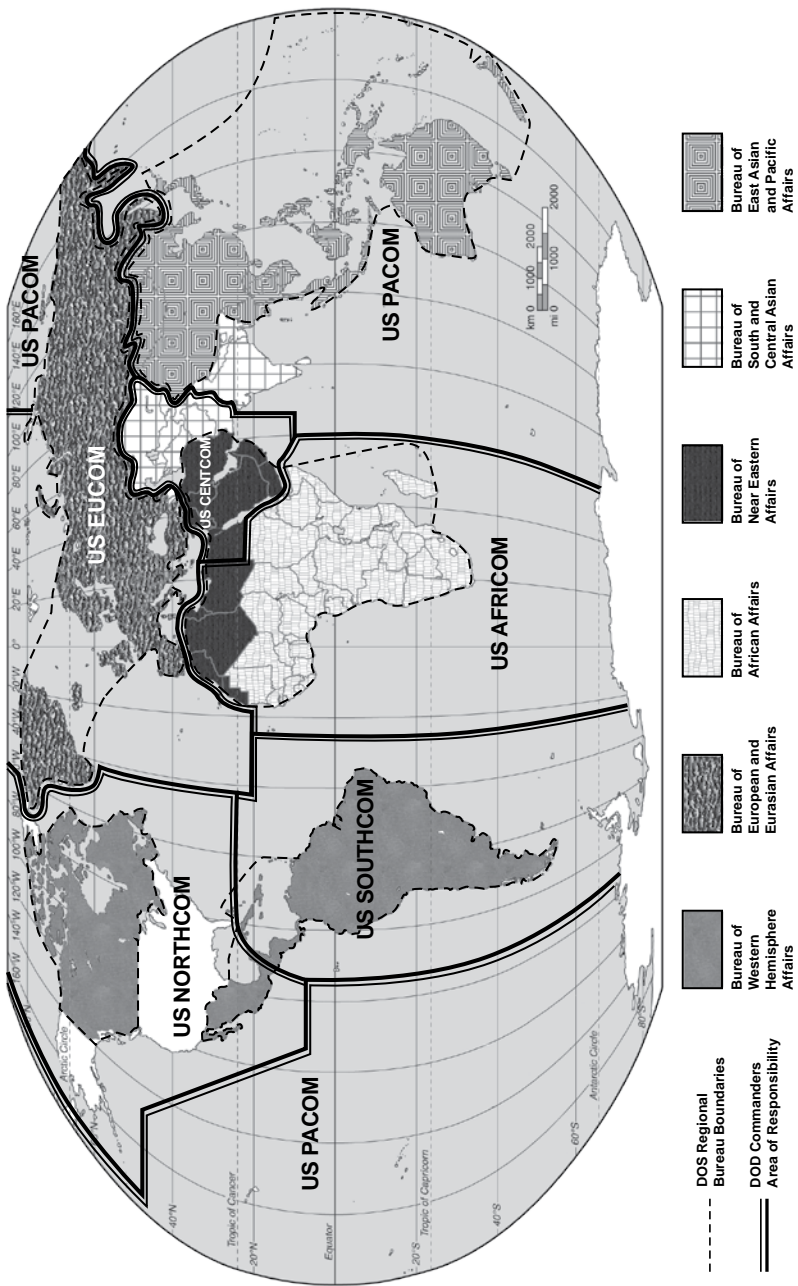 160°W
140°W
120°W
100°W
40°W
20°W
0°
20°E
40°E
60°E
80°E
100°E
120°E
140°E
160°E
US PACOM
Arctic Circle
US EUCOM
40°N
US NORTHCOM
US CENTCOM
Tropic of Cancer
20°N
US PACOM
Equator
US SOUTHCOM
US PACOM
20°S
Tropic of Capricorn
40°S
US AFRICOM
km 0 1000 2000
mi 0 1000 2000
60°S
Antarctic Circle
80°S
DOS Regional
Bureau Boundaries
DOD Commanders
Area of Responsibility
Bureau of
Western
Hemisphere
Affairs
Bureau of
European and
Eurasian Affairs
Bureau of
African Affairs
Bureau of
Near Eastern
Affairs
Bureau of
South and
Central Asian
Affairs
Bureau of
East Asian
and Pacific
Affairs